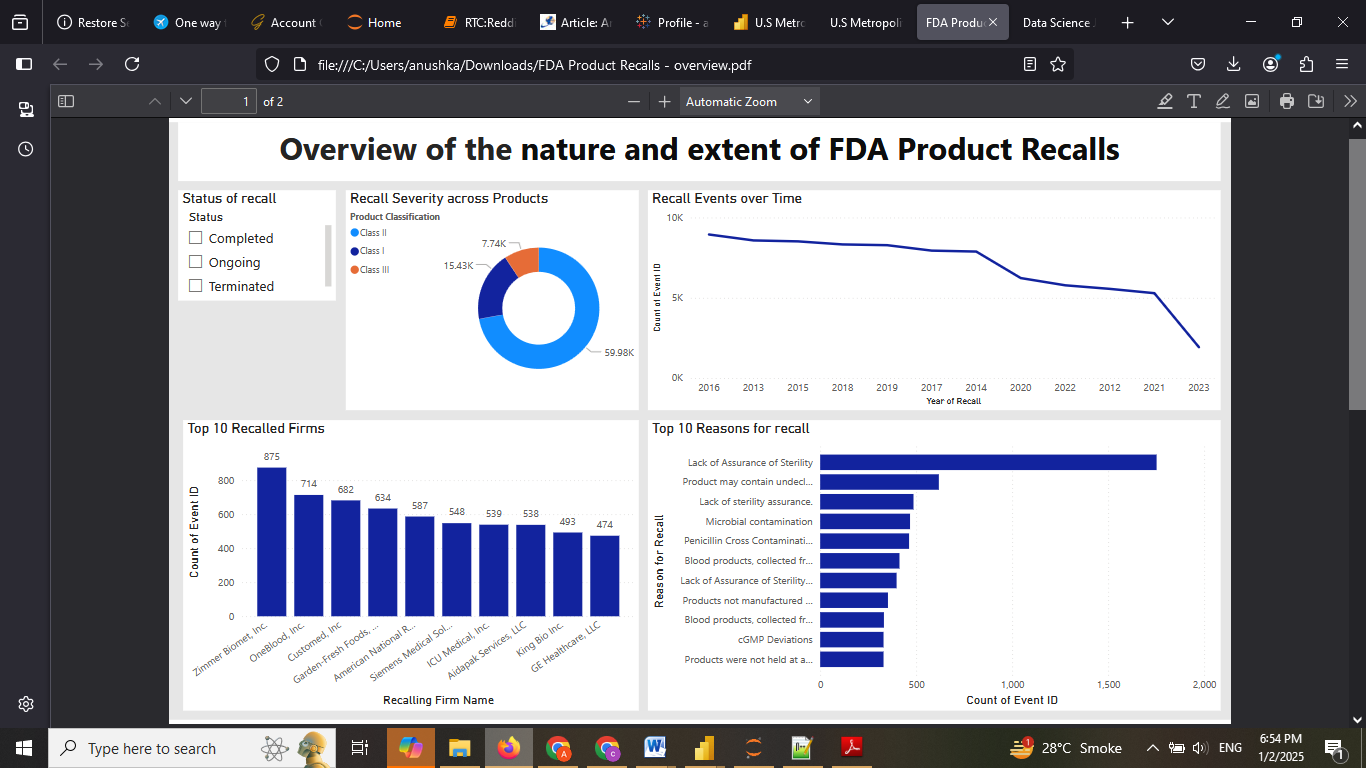 Restore S
One way
Account
Home
RTC:Redd
Article: A
Profile - a
U.S Metro
U.S Metropoli
FDA Produ
Data Science
file:///C:/Users/anushka/Downloads/FDA Product Recalls - overview.pdf
1 of 2
Automatic Zoom
Overview of the nature and extent of FDA Product Recalls
Status of recall
Status
Completed
Ongoing
Terminated
Recall Severity across Products
Product Classification
Class II
Class I
Class III
7.74K
15.43K
59.98K
Recall Events over Time
Count of Event ID
10K
5K
0K
2016 2013 2015 2018 2019 2017 2014 2020 2022 2012 2021 2023
Year of Recall
Top 10 Recalled Firms
Count of Event ID
800
600
400
200
0
875 714 682 634 587 548 539 538 493 474
Zimmer Biomet, Inc.
OneBlood, Inc.
Customed, Inc
Garden-Fresh Foods, ...
American National R...
Siemens Medical Sol...
ICU Medical, Inc.
Aidapak Services, LLC
King Bio Inc.
GE Healthcare, LLC
Recalling Firm Name
Top 10 Reasons for recall
Reason for Recall
Lack of Assurance of Sterility
Product may contain undecl...
Lack of sterility assurance.
Microbial contamination
Penicillin Cross Contaminati...
Blood products, collected fr...
Lack of Assurance of Sterility...
Products not manufactured ...
Blood products, collected fr...
cGMP Deviations
Products were not held at a...
0 500 1,000 1,500 2,000
Count of Event ID
Type here to search
28°C Smoke
ENG
6:54 PM
1/2/2025
1